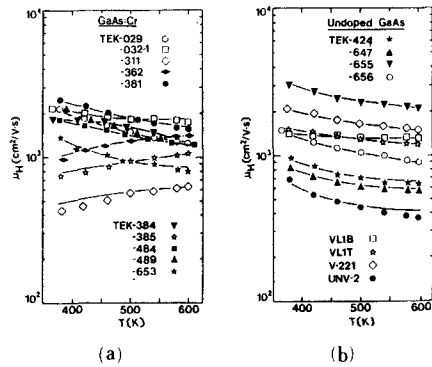 GaAs-Cr
TEK-029
-032-1
-311
-362
-381
10⁴
10³
10²
μH(cm²/V·s)
TEK-384
-385
-484
-489
-653
400
500
600
T(K)
(a)
Undoped GaAs
TEK-424
-647
-655
-656
10⁴
10³
10²
μH(cm²/V·s)
VL1B
VL1T
V-221
UNV-2
400
500
600
T(K)
(b)